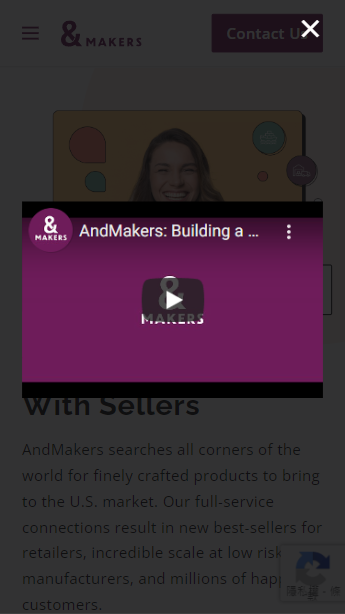 & MAKERS
Contact U
&
MAKERS
AndMakers: Building a ...
&
MAKERS
With Sellers
AndMakers searches all corners of the
world for finely crafted products to bring
to the U.S. market. Our full-service
connections result in new best-sellers for
retailers, incredible scale at low risk
manufacturers, and millions of hap
customers.